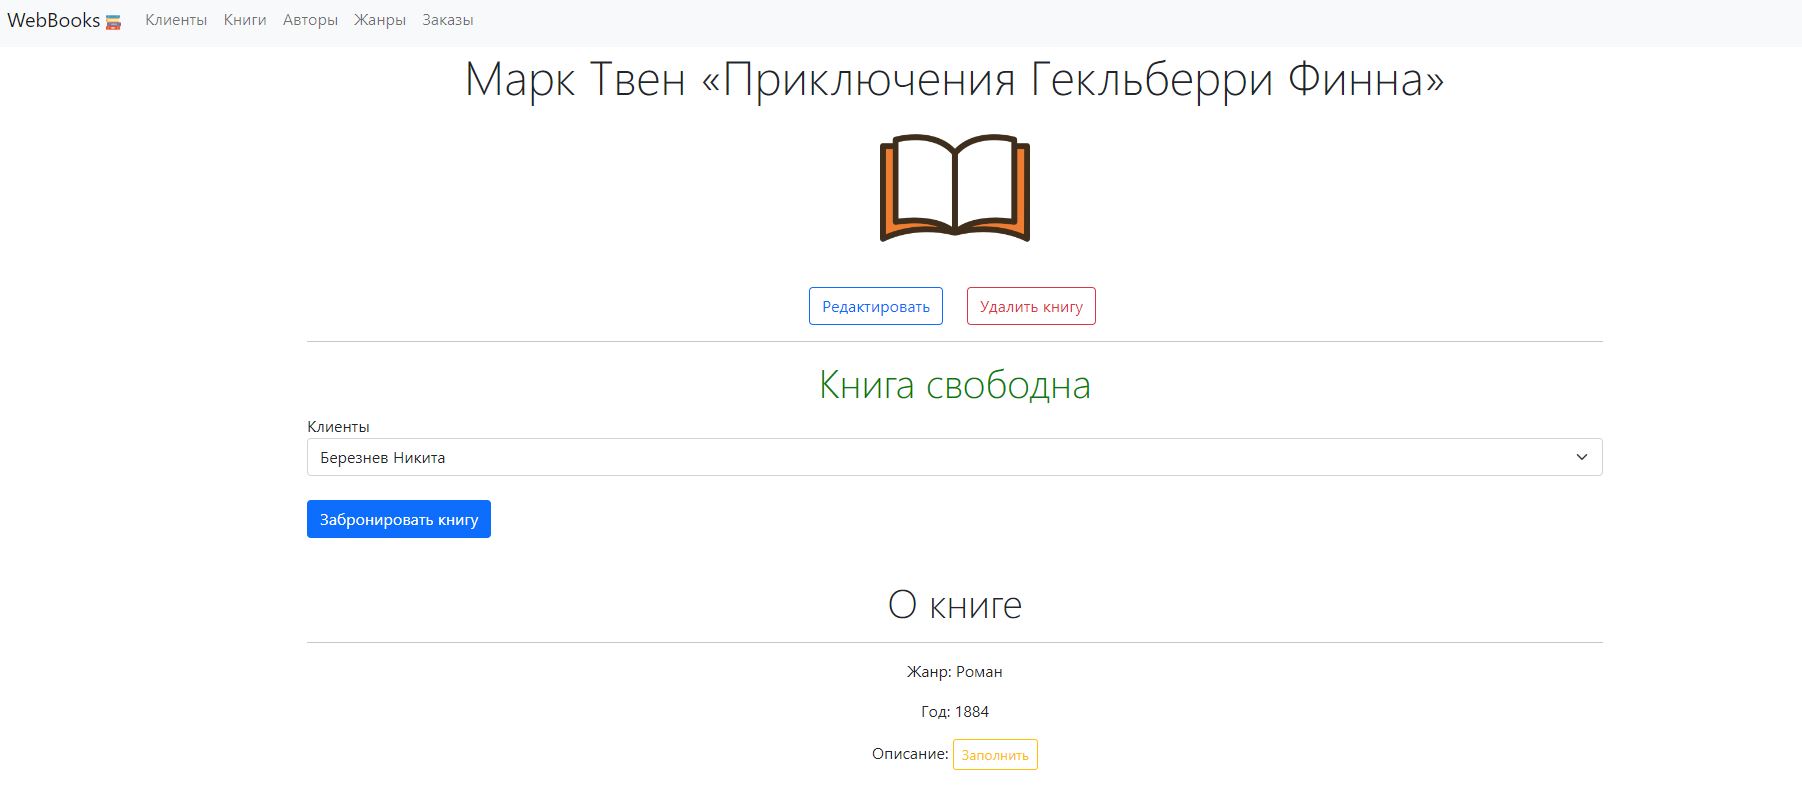 WebBooks Клиенты Книги Авторы Жанры Заказы
Марк Твен «Приключения Гекльберри Финна»
Редактировать Удалить книгу
Книга свободна
Клиенты
Березнев Никита
Забронировать книгу
О книге
Жанр: Роман
Год: 1884
Описание: Заполнить